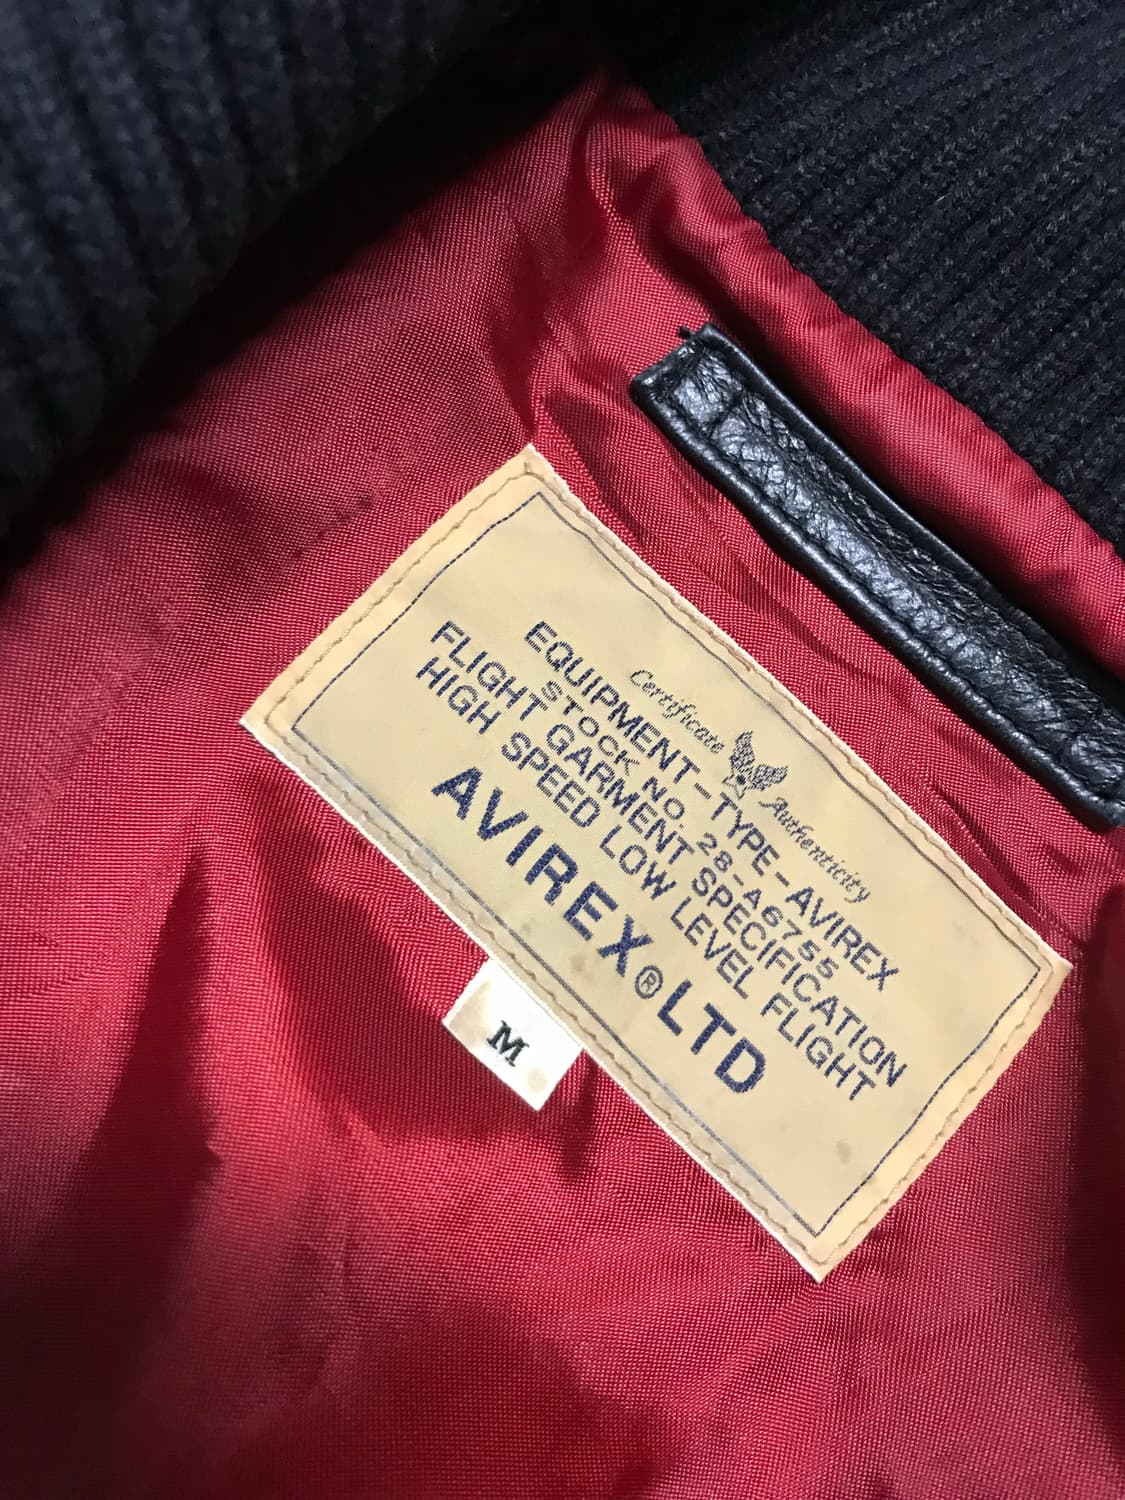 Certificate Authenticity
EQUIPMENT-TYPE-AVIREX
STOCK NO. 28-A6755
FLIGHT GARMENT SPECIFICATION
HIGH SPEED LOW LEVEL FLIGHT
AVIREX® LTD
M